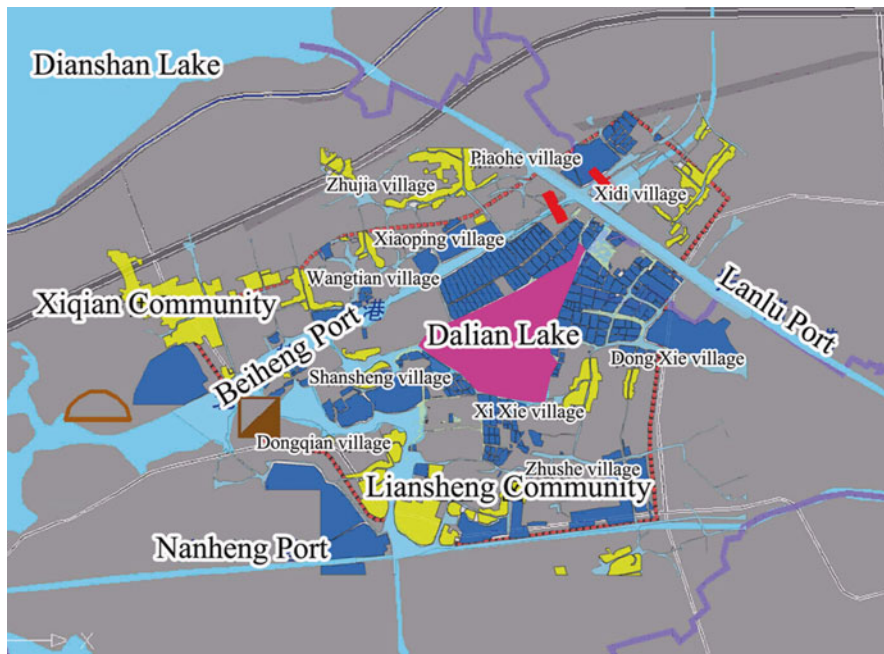 Dianshan Lake
Piaohe village
Zhujia village
Xidi village
Xiaoping village
Wangtian village
Xiqian Community
Lanlu Port
Beiheng Port
港
Dalian Lake
Dong Xie village
Shansheng village
Xi Xie village
Dongqian village
Zhushe village
Liansheng Community
Nanheng Port
X